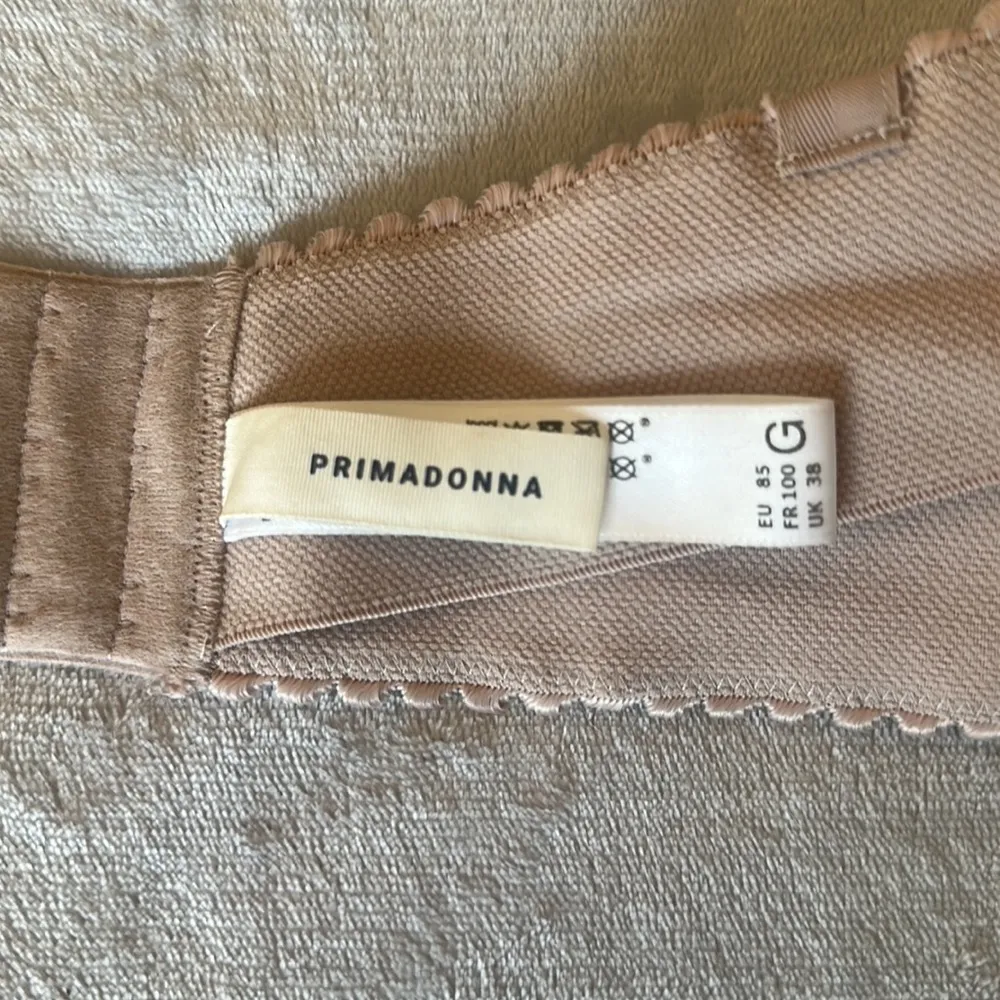 PRIMADONNA
EU 85
FR 100
UK 38
G